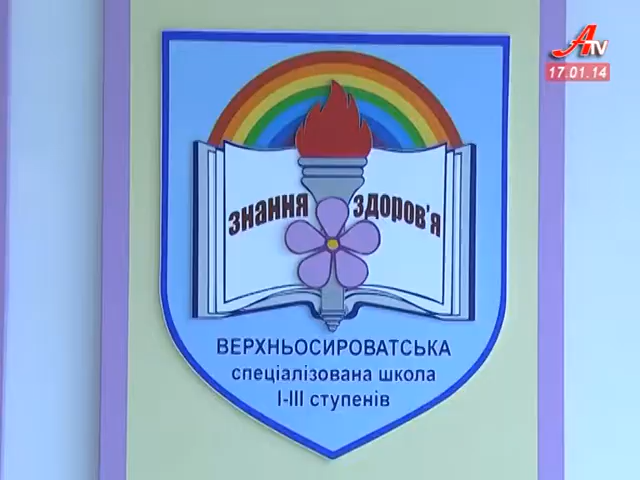 ATV
17.01.14
знання здоров'я
ВЕРХНЬОСИРОВАТСЬКА
спеціалізована школа
І-ІІІ ступенів